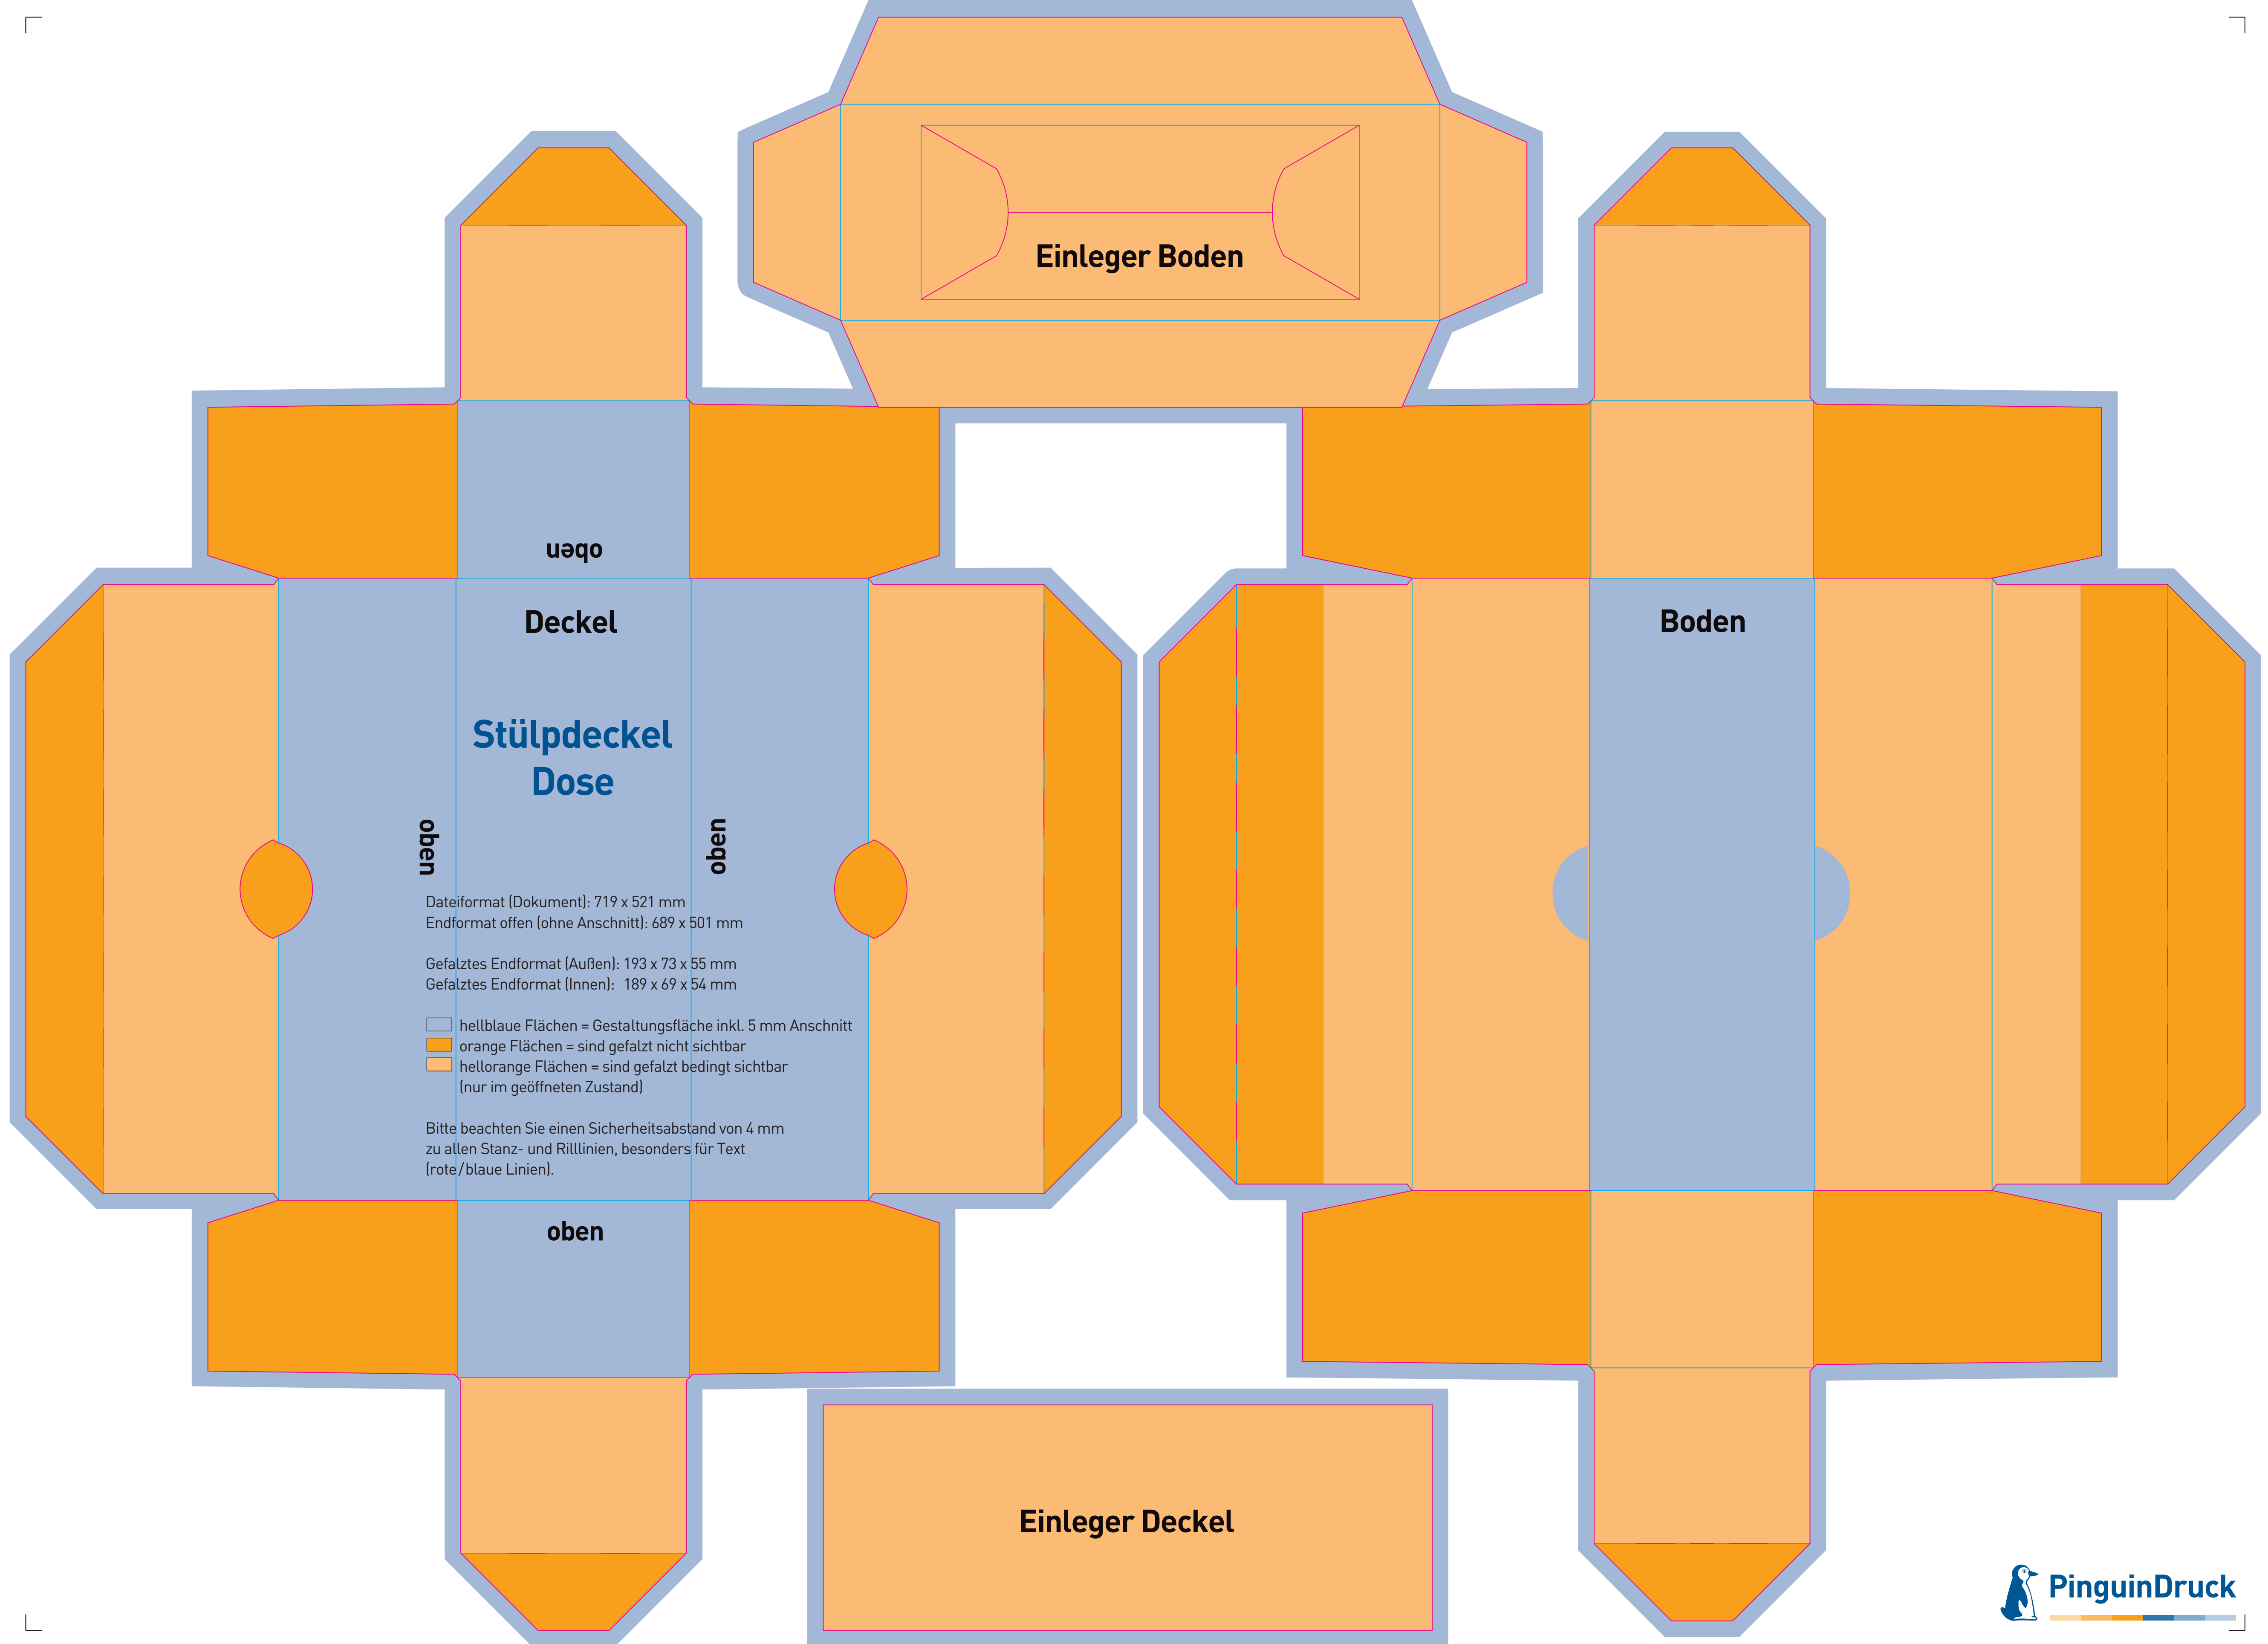 Einleger Boden
oben
Deckel
Boden
Stülpdeckel
Dose
oben
oben
Dateiformat (Dokument): 719 x 521 mm
Endformat offen (ohne Anschnitt): 689 x 501 mm
Gefalztes Endformat (Außen): 193 x 73 x 55 mm
Gefalztes Endformat (Innen): 189 x 69 x 54 mm
hellblaue Flächen = Gestaltungsfläche inkl. 5 mm Anschnitt
orange Flächen = sind gefalzt nicht sichtbar
hellorange Flächen = sind gefalzt bedingt sichtbar
(nur im geöffneten Zustand)
Bitte beachten Sie einen Sicherheitsabstand von 4 mm
zu allen Stanz- und Rilllinien, besonders für Text
(rote/blaue Linien).
oben
Einleger Deckel
PinguinDruck